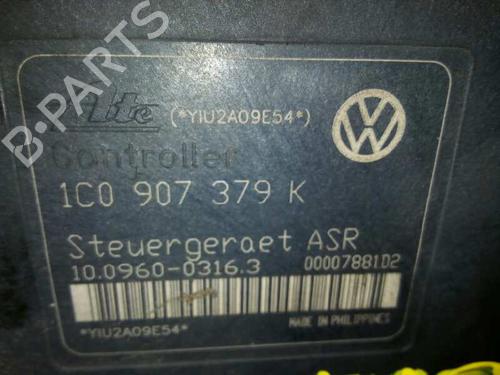 B-PARTS
Ate (*YIU2A09E54*)
Controller
1C0 907 379 K
Steuergeraet ASR
10.0960-0316.3 00007881D2
*YIU2A09E54*
MADE IN PHILIPPINES